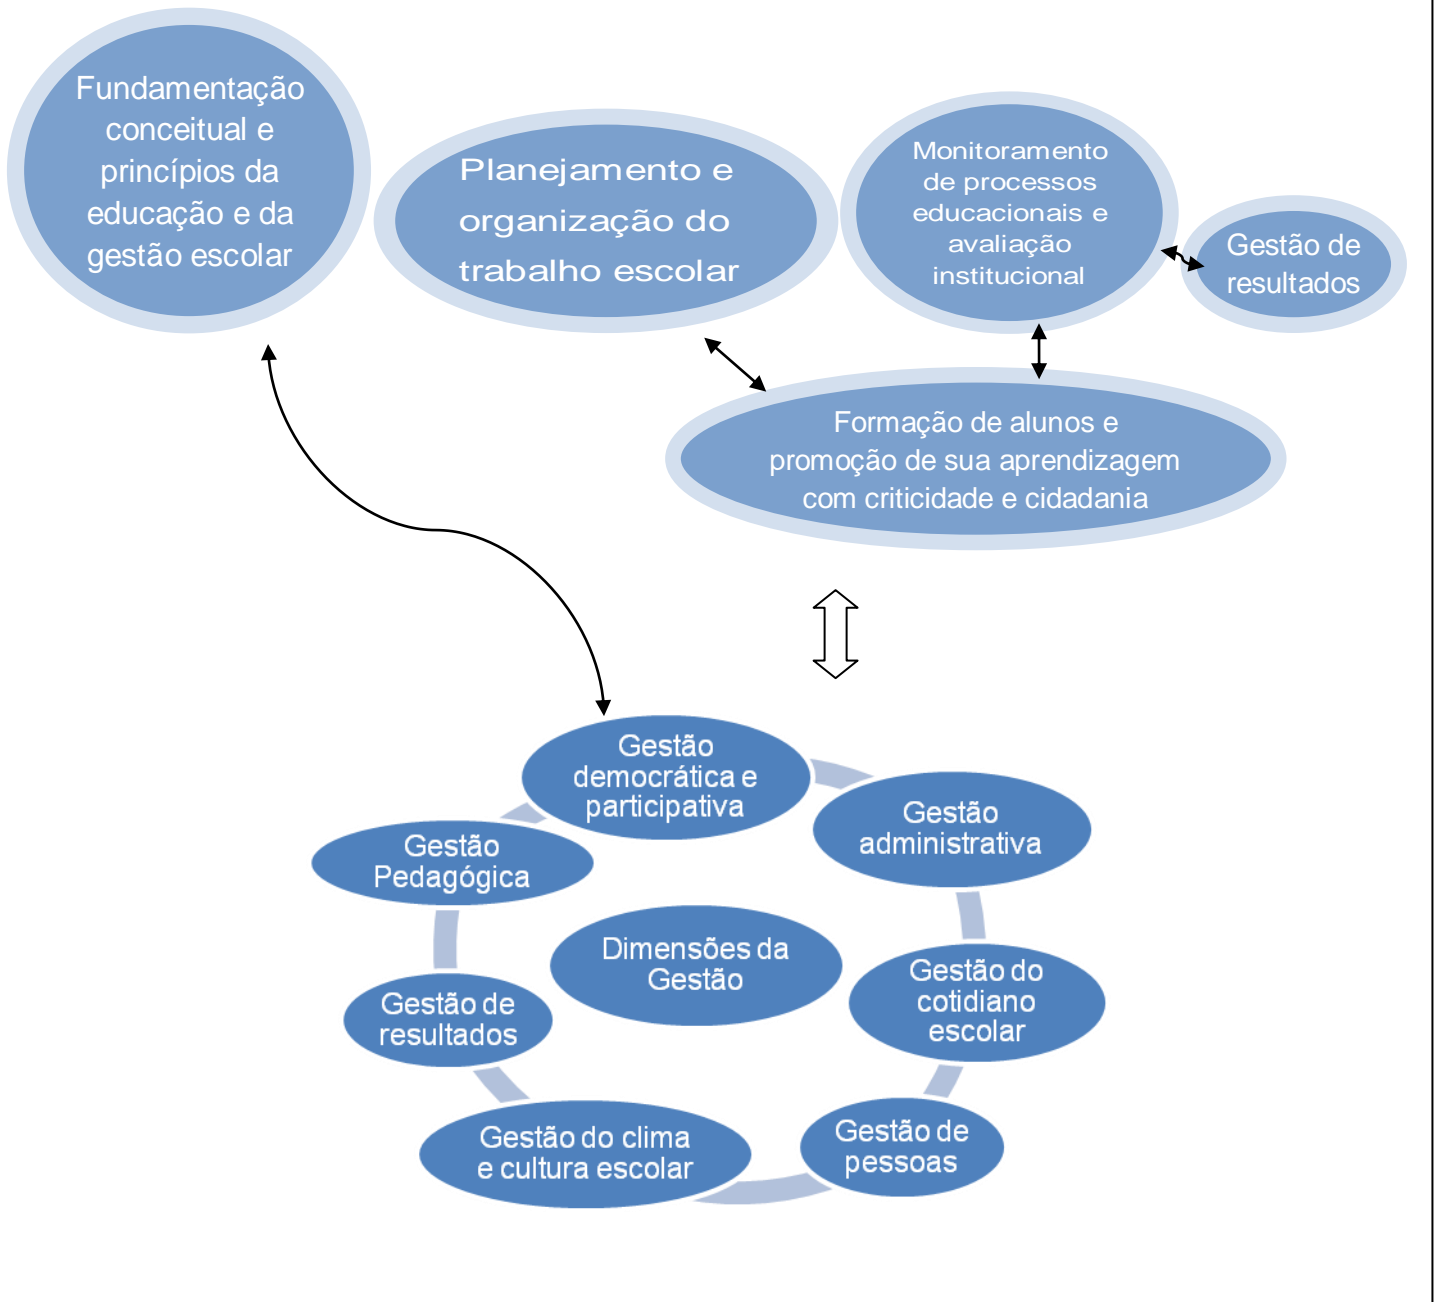 Fundamentação
conceitual e
princípios da
educação e da
gestão escolar
Planejamento e
organização do
trabalho escolar
Monitoramento
de processos
educacionais e
avaliação
institucional
Gestão de
resultados
Formação de alunos e
promoção de sua aprendizagem
com criticidade e cidadania
Gestão
democrática e
participativa
Gestão
administrativa
Gestão
Pedagógica
Dimensões da
Gestão
Gestão do
cotidiano
escolar
Gestão de
resultados
Gestão do clima
e cultura escolar
Gestão de
pessoas